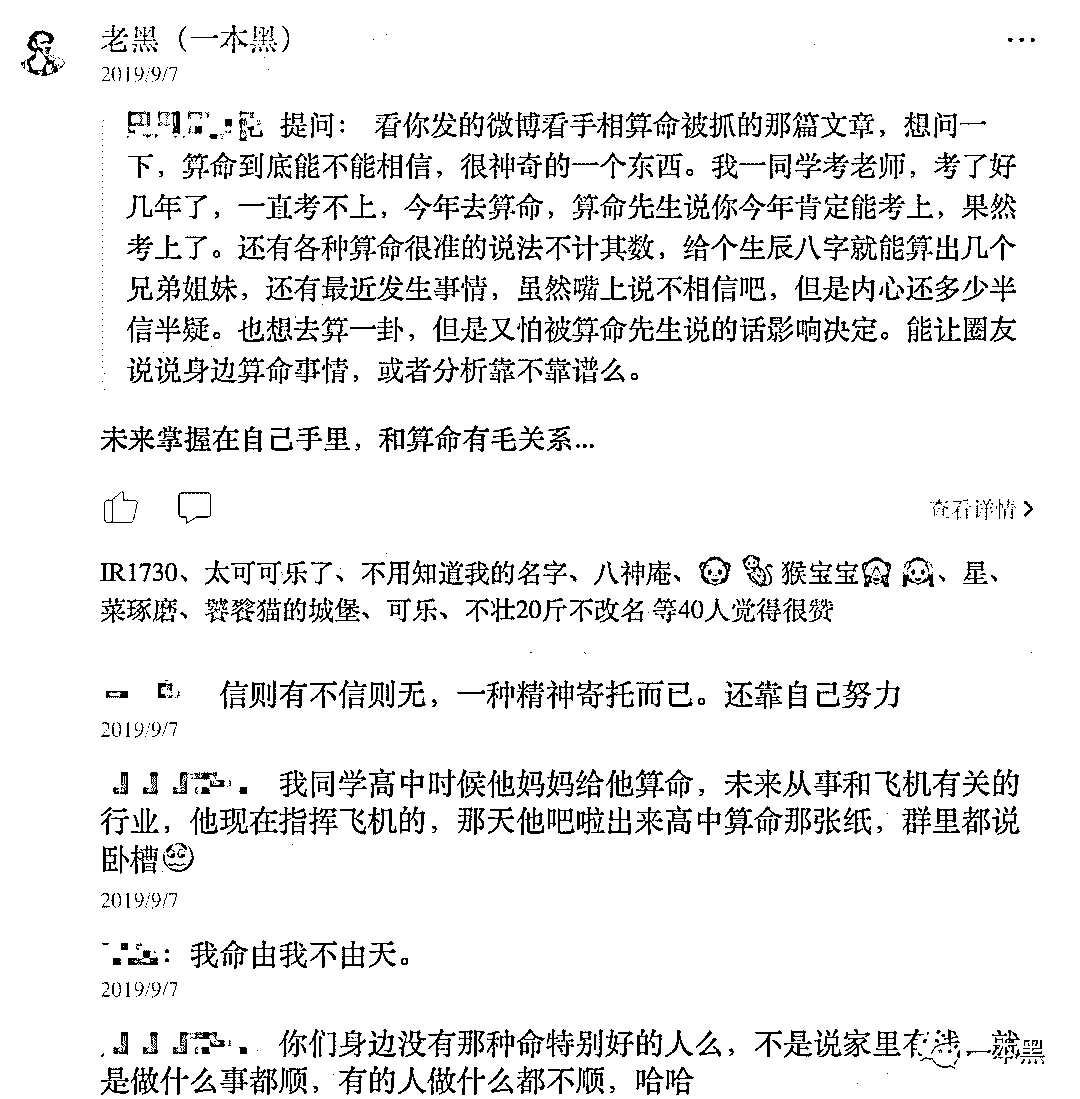 老黑（一本黑）
...
2019/9/7
提问： 看你发的微博看手相算命被抓的那篇文章，想问一
下，算命到底能不能相信，很神奇的一个东西。我一同学考老师，考了好
几年了，一直考不上，今年去算命，算命先生说你今年肯定能考上，果然
考上了。还有各种算命很准的说法不计其数，给个生辰八字就能算出几个
兄弟姐妹，还有最近发生事情，虽然嘴上说不相信吧，但是内心还多少半
信半疑。也想去算一卦，但是又怕被算命先生说的话影响决定。能让圈友
说说身边算命事情，或者分析靠不靠谱么。
未来掌握在自己手里，和算命有毛关系...
查看详情 >
IR1730、太可可乐了、不用知道我的名字、八神庵、🐵 🐒 猴宝宝🙈 🙉、星、
菜琢磨、饕餮猫的城堡、可乐、不壮20斤不改名 等40人觉得很赞
信则有不信则无，一种精神寄托而已。还靠自己努力
2019/9/7
我同学高中时候他妈妈给他算命，未来从事和飞机有关的
行业，他现在指挥飞机的，那天他吧啦出来高中算命那张纸，群里都说
卧槽🙄
2019/9/7
：我命由我不由天。
2019/9/7
你们身边没有那种命特别好的人么，不是说家里有钱，就
是做什么事都顺，有的人做什么都不顺，哈哈
一本黑